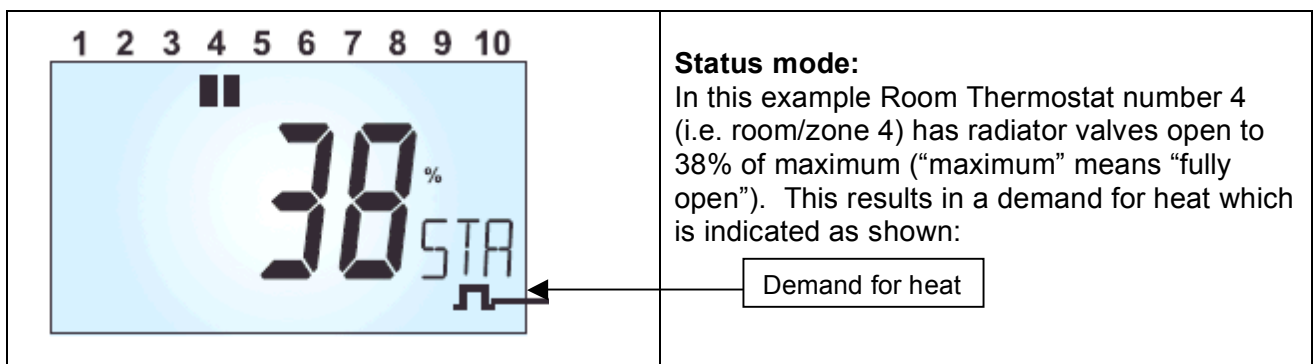 1 2 3 4 5 6 7 8 9 10
38 %
STA
Status mode:
In this example Room Thermostat number 4
(i.e. room/zone 4) has radiator valves open to
38% of maximum (“maximum” means “fully
open”).  This results in a demand for heat which
is indicated as shown:
Demand for heat